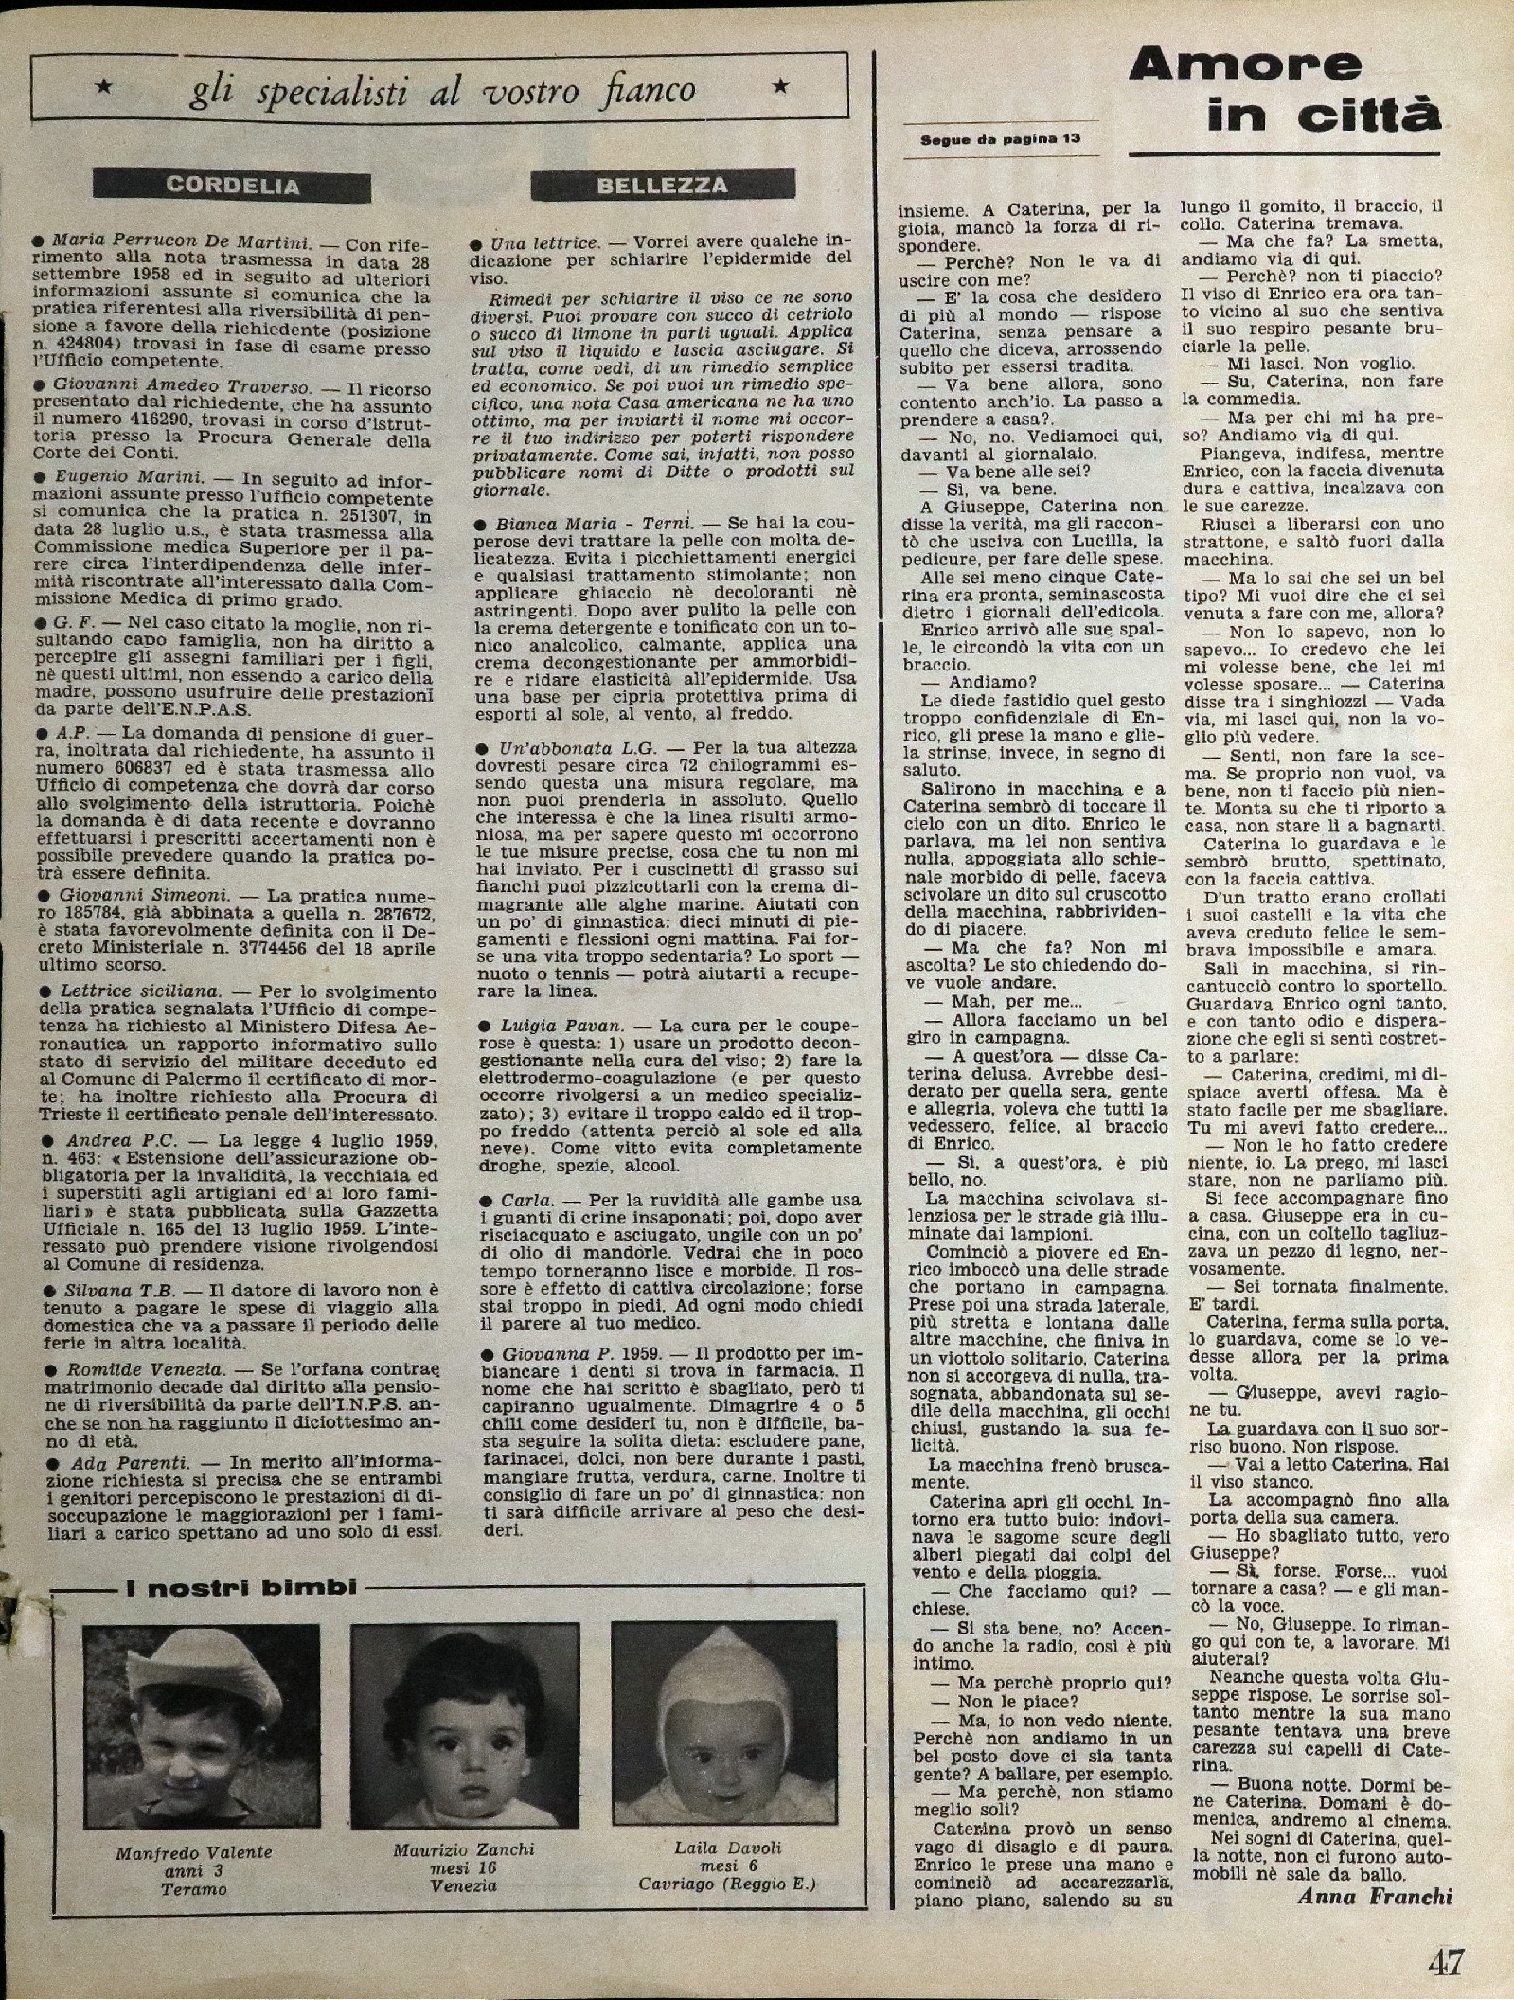 ★ gli specialisti al vostro fianco ★
CORDELIA
● Maria Perrucon De Martini. — Con rife-
rimento alla nota trasmessa in data 28
settembre 1958 ed in seguito ad ulteriori
informazioni assunte si comunica che la
pratica riferentesi alla riversibilità di pen-
sione a favore della richiedente (posizione
n. 424804) trovasi in fase di esame presso
l'Ufficio competente.
● Giovanni Amedeo Traverso. — Il ricorso
presentato dal richiedente, che ha assunto
il numero 416290, trovasi in corso d'istrut-
toria presso la Procura Generale della
Corte dei Conti.
● Eugenio Marini. — In seguito ad infor-
mazioni assunte presso l'ufficio competente
si comunica che la pratica n. 251307, in
data 28 luglio u.s., è stata trasmessa alla
Commissione medica Superiore per il pa-
rere circa l'interdipendenza delle infer-
mità riscontrate all'interessato dalla Com-
missione Medica di primo grado.
● G. F. — Nel caso citato la moglie, non ri-
sultando capo famiglia, non ha diritto a
percepire gli assegni familiari per i figli,
nè questi ultimi, non essendo a carico della
madre, possono usufruire delle prestazioni
da parte dell'E.N.P.A.S.
● A.P. — La domanda di pensione di guer-
ra, inoltrata dal richiedente, ha assunto il
numero 606837 ed è stata trasmessa allo
Ufficio di competenza che dovrà dar corso
allo svolgimento della istruttoria. Poichè
la domanda è di data recente e dovranno
effettuarsi i prescritti accertamenti non è
possibile prevedere quando la pratica po-
trà essere definita.
● Giovanni Simeoni. — La pratica nume-
ro 185784, già abbinata a quella n. 287672,
è stata favorevolmente definita con il De-
creto Ministeriale n. 3774456 del 18 aprile
ultimo scorso.
● Lettrice siciliana. — Per lo svolgimento
della pratica segnalata l'Ufficio di compe-
tenza ha richiesto al Ministero Difesa Ae-
ronautica un rapporto informativo sullo
stato di servizio del militare deceduto ed
al Comune di Palermo il certificato di mor-
te; ha inoltre richiesto alla Procura di
Trieste il certificato penale dell'interessato.
● Andrea P.C. — La legge 4 luglio 1959,
n. 463: « Estensione dell'assicurazione ob-
bligatoria per la invalidità, la vecchiaia ed
i superstiti agli artigiani ed ai loro fami-
liari » è stata pubblicata sulla Gazzetta
Ufficiale n. 165 del 13 luglio 1959. L'inte-
ressato può prendere visione rivolgendosi
al Comune di residenza.
● Silvana T.B. — Il datore di lavoro non è
tenuto a pagare le spese di viaggio alla
domestica che va a passare il periodo delle
ferie in altra località.
● Romilde Venezia. — Se l'orfana contrae
matrimonio decade dal diritto alla pensio-
ne di riversibilità da parte dell'I.N.P.S. an-
che se non ha raggiunto il diciottesimo an-
no di età.
● Ada Parenti. — In merito all'informa-
zione richiesta si precisa che se entrambi
i genitori percepiscono le prestazioni di di-
soccupazione le maggiorazioni per i fami-
liari a carico spettano ad uno solo di essi.
BELLEZZA
● Una lettrice. — Vorrei avere qualche in-
dicazione per schiarire l'epidermide del
viso.
Rimedi per schiarire il viso ce ne sono
diversi. Puoi provare con succo di cetriolo
o succo di limone in parti uguali. Applica
sul viso il liquido e lascia asciugare. Si
tratta, come vedi, di un rimedio semplice
ed economico. Se poi vuoi un rimedio spe-
cifico, una nota Casa americana ne ha uno
ottimo, ma per inviarti il nome mi occor-
re il tuo indirizzo per poterti rispondere
privatamente. Come sai, infatti, non posso
pubblicare nomi di Ditte o prodotti sul
giornale.
● Bianca Maria - Terni. — Se hai la cou-
perose devi trattare la pelle con molta de-
licatezza. Evita i picchiettamenti energici
e qualsiasi trattamento stimolante; non
applicare ghiaccio nè decoloranti nè
astringenti. Dopo aver pulito la pelle con
la crema detergente e tonificato con un to-
nico analcolico, calmante, applica una
crema decongestionante per ammorbidi-
re e ridare elasticità all'epidermide. Usa
una base per cipria protettiva prima di
esporti al sole, al vento, al freddo.
● Un'abbonata L.G. — Per la tua altezza
dovresti pesare circa 72 chilogrammi es-
sendo questa una misura regolare, ma
non puoi prenderla in assoluto. Quello
che interessa è che la linea risulti armo-
niosa, ma per sapere questo mi occorrono
le tue misure precise, cosa che tu non mi
hai inviato. Per i cuscinetti di grasso sui
fianchi puoi pizzicottarli con la crema di-
magrante alle alghe marine. Aiutati con
un po' di ginnastica: dieci minuti di pie-
gamenti e flessioni ogni mattina. Fai for-
se una vita troppo sedentaria? Lo sport —
nuoto o tennis — potrà aiutarti a recupe-
rare la linea.
● Luigia Pavan. — La cura per le coupe-
rose è questa: 1) usare un prodotto decon-
gestionante nella cura del viso; 2) fare la
elettrodermo-coagulazione (e per questo
occorre rivolgersi a un medico specializ-
zato); 3) evitare il troppo caldo ed il trop-
po freddo (attenta perciò al sole ed alla
neve). Come vitto evita completamente
droghe, spezie, alcool.
● Carla. — Per la ruvidità alle gambe usa
i guanti di crine insaponati; poi, dopo aver
risciacquato e asciugato, ungile con un po'
di olio di mandorle. Vedrai che in poco
tempo torneranno lisce e morbide. Il ros-
sore è effetto di cattiva circolazione; forse
stai troppo in piedi. Ad ogni modo chiedi
il parere al tuo medico.
● Giovanna P. 1959. — Il prodotto per im-
biancare i denti si trova in farmacia. Il
nome che hai scritto è sbagliato, però ti
capiranno ugualmente. Dimagrire 4 o 5
chili come desideri tu, non è difficile, ba-
sta seguire la solita dieta: escludere pane,
farinacei, dolci, non bere durante i pasti,
mangiare frutta, verdura, carne. Inoltre ti
consiglio di fare un po' di ginnastica: non
ti sarà difficile arrivare al peso che desi-
deri.
I nostri bimbi
Manfredo Valente
anni 3
Teramo
Maurizio Zanchi
mesi 16
Venezia
Laila Davoli
mesi 6
Cavriago (Reggio E.)
Amore
in città
Segue da pagina 13
insieme. A Caterina, per la
gioia, mancò la forza di ri-
spondere.
— Perchè? Non le va di
uscire con me?
— E' la cosa che desidero
di più al mondo — rispose
Caterina, senza pensare a
quello che diceva, arrossendo
subito per essersi tradita.
— Va bene allora, sono
contento anch'io. La passo a
prendere a casa?.
— No, no. Vediamoci qui,
davanti al giornalaio.
— Va bene alle sei?
— Sì, va bene.
A Giuseppe, Caterina non
disse la verità, ma gli raccon-
tò che usciva con Lucilla, la
pedicure, per fare delle spese.
Alle sei meno cinque Cate-
rina era pronta, seminascosta
dietro i giornali dell'edicola.
Enrico arrivò alle sue spal-
le, le circondò la vita con un
braccio.
— Andiamo?
Le diede fastidio quel gesto
troppo confidenziale di En-
rico, gli prese la mano e glie-
la strinse, invece, in segno di
saluto.
Salirono in macchina e a
Caterina sembrò di toccare il
cielo con un dito. Enrico le
parlava, ma lei non sentiva
nulla, appoggiata allo schie-
nale morbido di pelle, faceva
scivolare un dito sul cruscotto
della macchina, rabbrividen-
do di piacere.
— Ma che fa? Non mi
ascolta? Le sto chiedendo do-
ve vuole andare.
— Mah, per me...
— Allora facciamo un bel
giro in campagna.
— A quest'ora — disse Ca-
terina delusa. Avrebbe desi-
derato per quella sera, gente
e allegria, voleva che tutti la
vedessero, felice, al braccio
di Enrico.
— Sì, a quest'ora, è più
bello, no.
La macchina scivolava si-
lenziosa per le strade già illu-
minate dai lampioni.
Cominciò a piovere ed En-
rico imboccò una delle strade
che portano in campagna.
Prese poi una strada laterale,
più stretta e lontana dalle
altre macchine, che finiva in
un viottolo solitario. Caterina
non si accorgeva di nulla, tra-
sognata, abbandonata sul se-
dile della macchina, gli occhi
chiusi, gustando la sua fe-
licità.
La macchina frenò brusca-
mente.
Caterina aprì gli occhi. In-
torno era tutto buio: indovi-
nava le sagome scure degli
alberi piegati dai colpi del
vento e della pioggia.
— Che facciamo qui? —
chiese.
— Si sta bene, no? Accen-
do anche la radio, così è più
intimo.
— Ma perchè proprio qui?
— Non le piace?
— Ma, io non vedo niente.
Perchè non andiamo in un
bel posto dove ci sia tanta
gente? A ballare, per esempio.
— Ma perchè, non stiamo
meglio soli?
Caterina provò un senso
vago di disagio e di paura.
Enrico le prese una mano e
cominciò ad accarezzarla,
piano piano, salendo su su
lungo il gomito, il braccio, il
collo. Caterina tremava.
— Ma che fa? La smetta,
andiamo via di qui.
— Perchè? non ti piaccio?
Il viso di Enrico era ora tan-
to vicino al suo che sentiva
il suo respiro pesante bru-
ciarle la pelle.
— Mi lasci. Non voglio.
— Su, Caterina, non fare
la commedia.
— Ma per chi mi ha pre-
so? Andiamo via di qui.
Piangeva, indifesa, mentre
Enrico, con la faccia divenuta
dura e cattiva, incalzava con
le sue carezze.
Riuscì a liberarsi con uno
strattone, e saltò fuori dalla
macchina.
— Ma lo sai che sei un bel
tipo? Mi vuoi dire che ci sei
venuta a fare con me, allora?
— Non lo sapevo, non lo
sapevo... Io credevo che lei
mi volesse bene, che lei mi
volesse sposare... — Caterina
disse tra i singhiozzi — Vada
via, mi lasci qui, non la vo-
glio più vedere.
— Senti, non fare la sce-
ma. Se proprio non vuoi, va
bene, non ti faccio più nien-
te. Monta su che ti riporto a
casa, non stare lì a bagnarti.
Caterina lo guardava e le
sembrò brutto, spettinato,
con la faccia cattiva.
D'un tratto erano crollati
i suoi castelli e la vita che
aveva creduto felice le sem-
brava impossibile e amara.
Salì in macchina, si rin-
cantucciò contro lo sportello.
Guardava Enrico ogni tanto,
e con tanto odio e dispera-
zione che egli si sentì costret-
to a parlare:
— Caterina, credimi, mi di-
spiace averti offesa. Ma è
stato facile per me sbagliare.
Tu mi avevi fatto credere...
— Non le ho fatto credere
niente, io. La prego, mi lasci
stare, non ne parliamo più.
Si fece accompagnare fino
a casa. Giuseppe era in cu-
cina, con un coltello tagliuz-
zava un pezzo di legno, ner-
vosamente.
— Sei tornata finalmente.
E' tardi.
Caterina, ferma sulla porta,
lo guardava, come se lo ve-
desse allora per la prima
volta.
— Giuseppe, avevi ragio-
ne tu.
La guardava con il suo sor-
riso buono. Non rispose.
— Vai a letto Caterina. Hai
il viso stanco.
La accompagnò fino alla
porta della sua camera.
— Ho sbagliato tutto, vero
Giuseppe?
— Sì, forse. Forse... vuoi
tornare a casa? — e gli man-
cò la voce.
— No, Giuseppe. Io riman-
go qui con te, a lavorare. Mi
aiuterai?
Neanche questa volta Giu-
seppe rispose. Le sorrise sol-
tanto mentre la sua mano
pesante tentava una breve
carezza sui capelli di Cate-
rina.
— Buona notte. Dormi be-
ne Caterina. Domani è do-
menica, andremo al cinema.
Nei sogni di Caterina, quel-
la notte, non ci furono auto-
mobili nè sale da ballo.
Anna Franchi
47